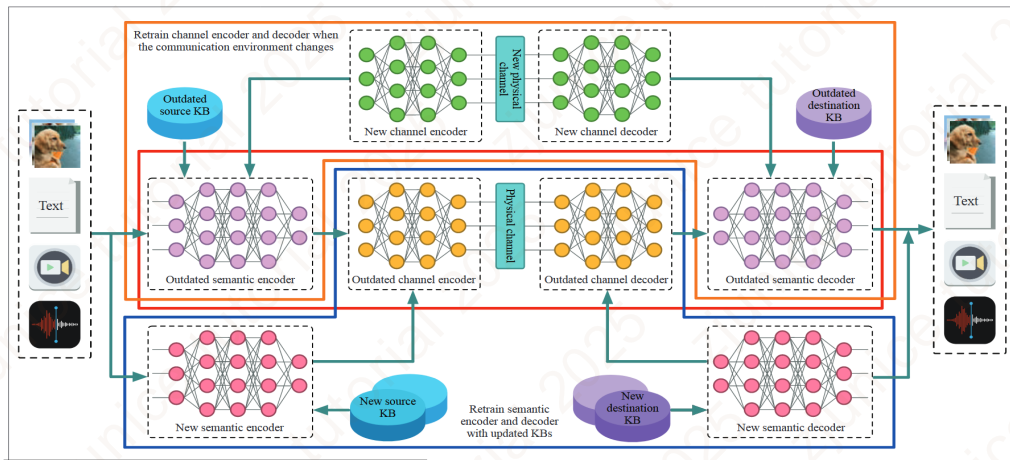 Retrain channel encoder and decoder when
the communication environment changes
New physical
channel
Outdated
source KB
Outdated
destination
KB
New channel encoder
New channel decoder
Text
Physical channel
Text
Outdated semantic encoder
Outdated channel encoder
Outdated channel decoder
Outdated semantic decoder
New source
KB
Retrain semantic
encoder and decoder
with updated KBs
New
destination
KB
New semantic encoder
New semantic decoder